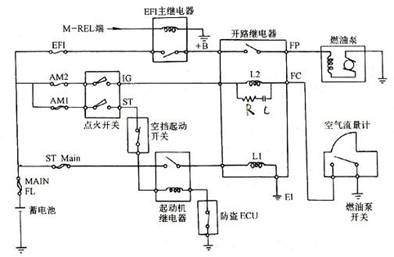 EFI主继电器
M-REL端
开路继电器
燃油泵
EFI
+B
FP
AM2
IG
L2
FC
AM1
ST
R C
点火开关
空挡起动
开关
空气流量计
ST Main
L1
MAIN
FL
EI
起动机
继电器
防盗ECU
燃油泵
开关
蓄电池